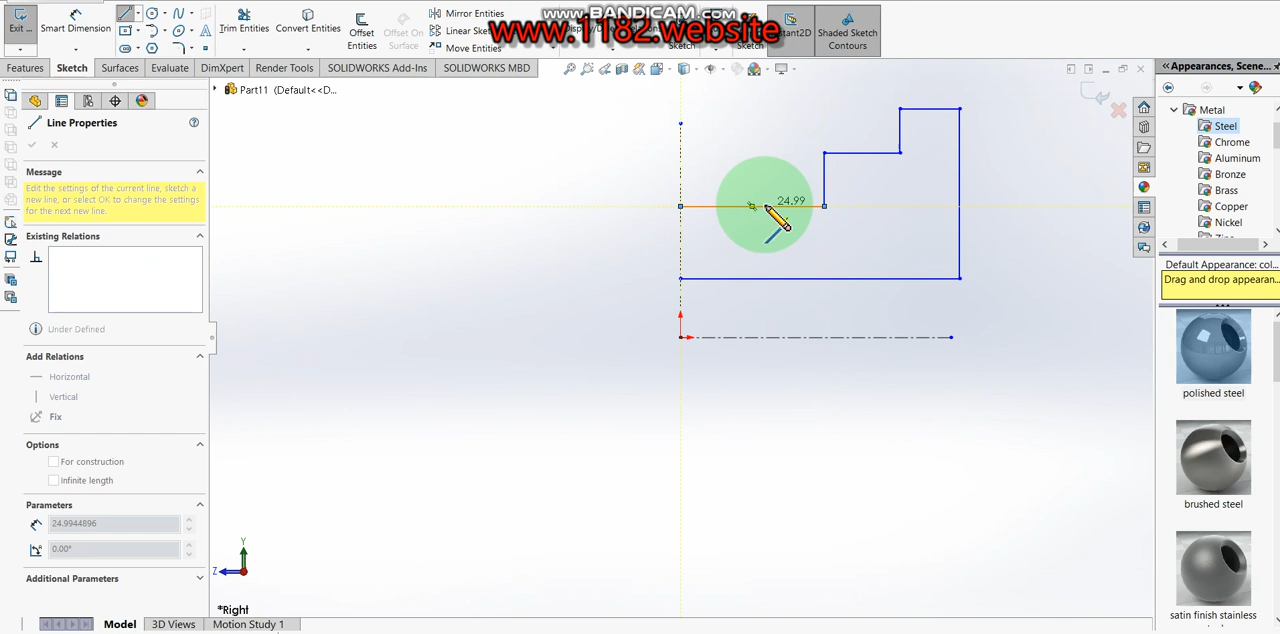 www.BANDICAM.com
www.1182.website
Exit ...
Smart Dimension
Trim Entities
Convert Entities
Offset Entities
Offset On Surface
Mirror Entities
Linear Sk
Move Entities
Sketch
Sketch
Shaded Sketch Contours
Features
Sketch
Surfaces
Evaluate
DimXpert
Render Tools
SOLIDWORKS Add-Ins
SOLIDWORKS MBD
Part11 (Default<<D...
Line Properties
Message
Edit the settings of the current line, sketch a
new line, or select OK to change the settings
for the next new line.
Existing Relations
Under Defined
Add Relations
Horizontal
Vertical
Fix
Options
For construction
Infinite length
Parameters
24.9944896
0.00°
Additional Parameters
24.99
Y
Z
*Right
Model
3D Views
Motion Study 1
Appearances, Scene...
Metal
Steel
Chrome
Aluminum
Bronze
Brass
Copper
Nickel
Default Appearance: col...
Drag and drop appearan...
polished steel
brushed steel
satin finish stainless